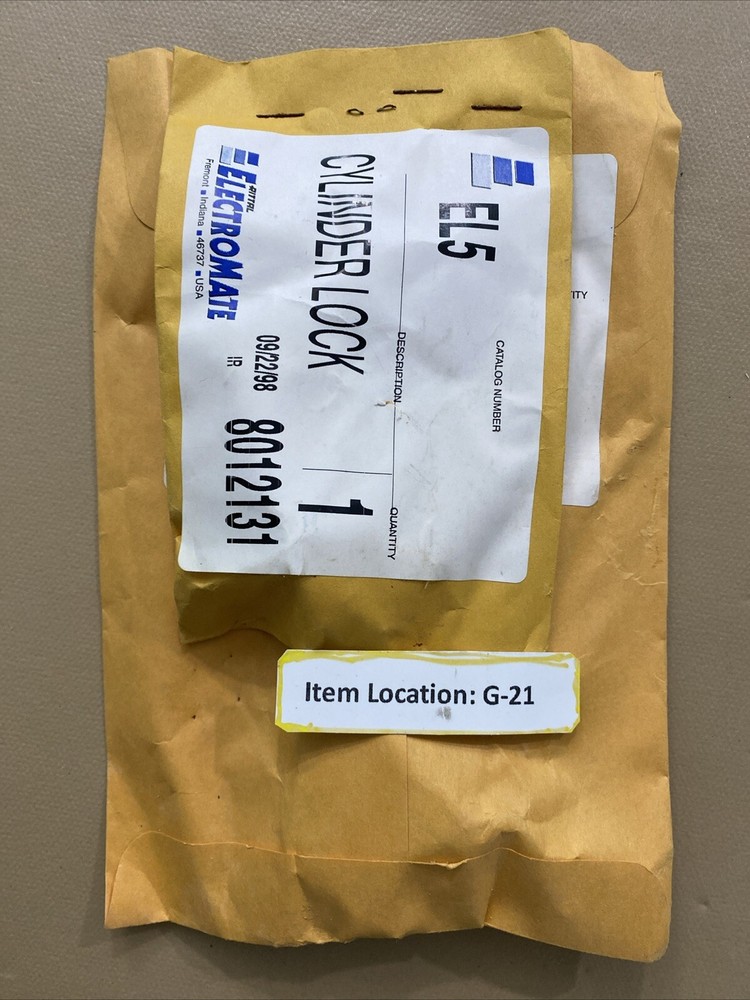 CATALOG NUMBER
EL5
DESCRIPTION
QUANTITY
CYLINDER LOCK
1
RITTAL
ELECTROMATE
Fremont ■ Indiana ■ 46737 ■ USA
09/22/98
IR
8012131
ITY
Item Location: G-21